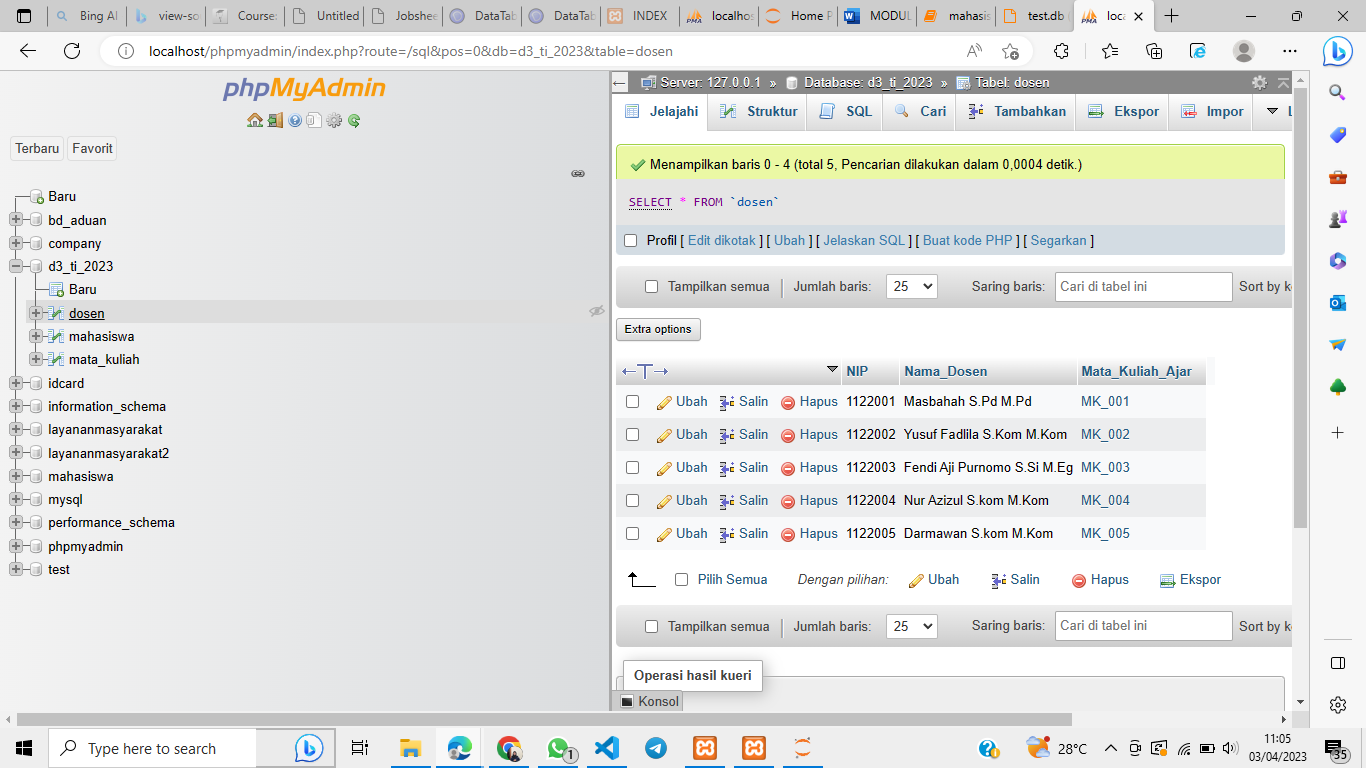 Bing AI
view-so
Course:
Untitled
Jobshee
DataTab
DataTab
INDEX
localhos
Home P
MODUL
mahasis
test.db (
loca
localhost/phpmyadmin/index.php?route=/sql&pos=0&db=d3_ti_2023&table=dosen
phpMyAdmin
Terbaru Favorit
Baru
bd_aduan
company
d3_ti_2023
Baru
dosen
mahasiswa
mata_kuliah
idcard
information_schema
layananmasyarakat
layananmasyarakat2
mahasiswa
mysql
performance_schema
phpmyadmin
test
Server: 127.0.0.1 » Database: d3_ti_2023 » Tabel: dosen
Jelajahi Struktur SQL Cari Tambahkan Ekspor Impor
Menampilkan baris 0 - 4 (total 5, Pencarian dilakukan dalam 0,0004 detik.)
SELECT * FROM `dosen`
Profil [ Edit dikotak ] [ Ubah ] [ Jelaskan SQL ] [ Buat kode PHP ] [ Segarkan ]
Tampilkan semua Jumlah baris: 25 Saring baris: Cari di tabel ini Sort by k
Extra options
NIP Nama_Dosen Mata_Kuliah_Ajar
Ubah Salin Hapus 1122001 Masbahah S.Pd M.Pd MK_001
Ubah Salin Hapus 1122002 Yusuf Fadlila S.Kom M.Kom MK_002
Ubah Salin Hapus 1122003 Fendi Aji Purnomo S.Si M.Eg MK_003
Ubah Salin Hapus 1122004 Nur Azizul S.kom M.Kom MK_004
Ubah Salin Hapus 1122005 Darmawan S.kom M.Kom MK_005
Pilih Semua Dengan pilihan: Ubah Salin Hapus Ekspor
Tampilkan semua Jumlah baris: 25 Saring baris: Cari di tabel ini Sort by k
Operasi hasil kueri
Konsol
Type here to search
1
28°C
11:05
03/04/2023
35